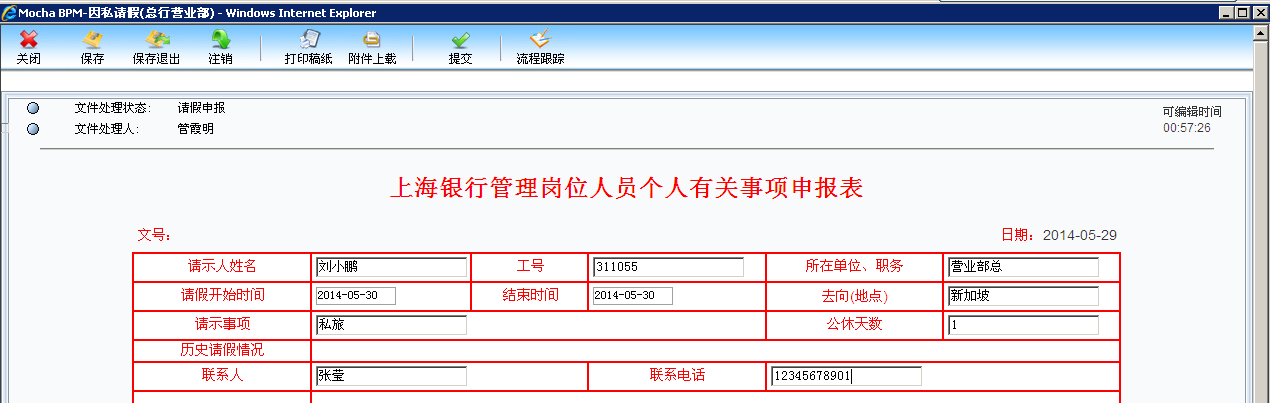 Mocha BPM-因私请假(总行营业部) - Windows Internet Explorer
关闭 保存 保存退出 注销 打印稿纸 附件上载 提交 流程跟踪
文件处理状态: 请假申报
可编辑时间
文件处理人: 管霞明
00:57:26
上海银行管理岗位人员个人有关事项申报表
文号: 日期: 2014-05-29
请示人姓名 刘小鹏 工号 311055 所在单位、职务 营业部总
请假开始时间 2014-05-30 结束时间 2014-05-30 去向(地点) 新加坡
请示事项 私旅 公休天数 1
历史请假情况
联系人 张莹 联系电话 12345678901